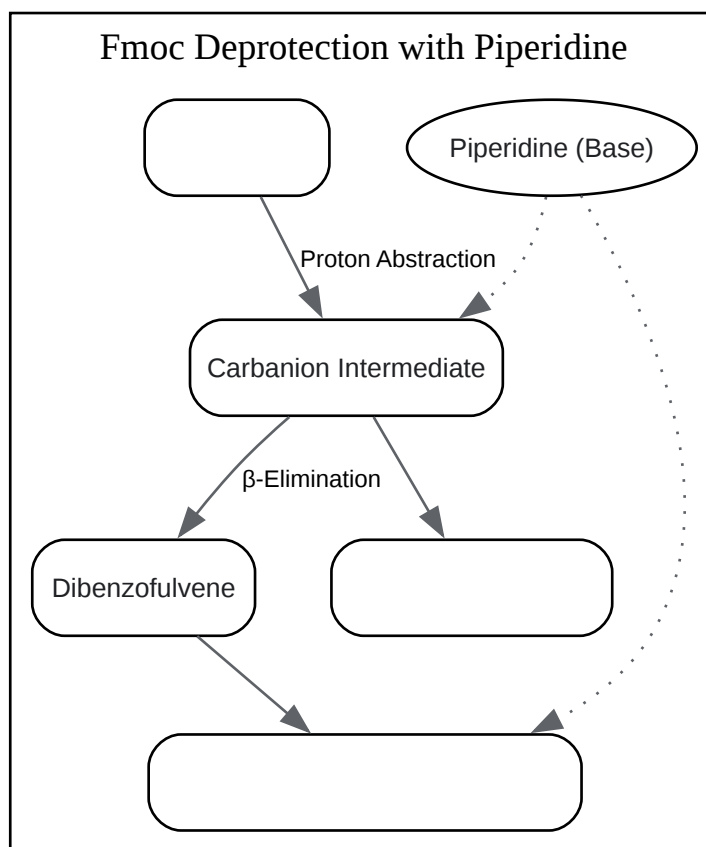 Fmoc Deprotection with Piperidine
Piperidine (Base)
Proton Abstraction
Carbanion Intermediate
β-Elimination
Dibenzofulvene